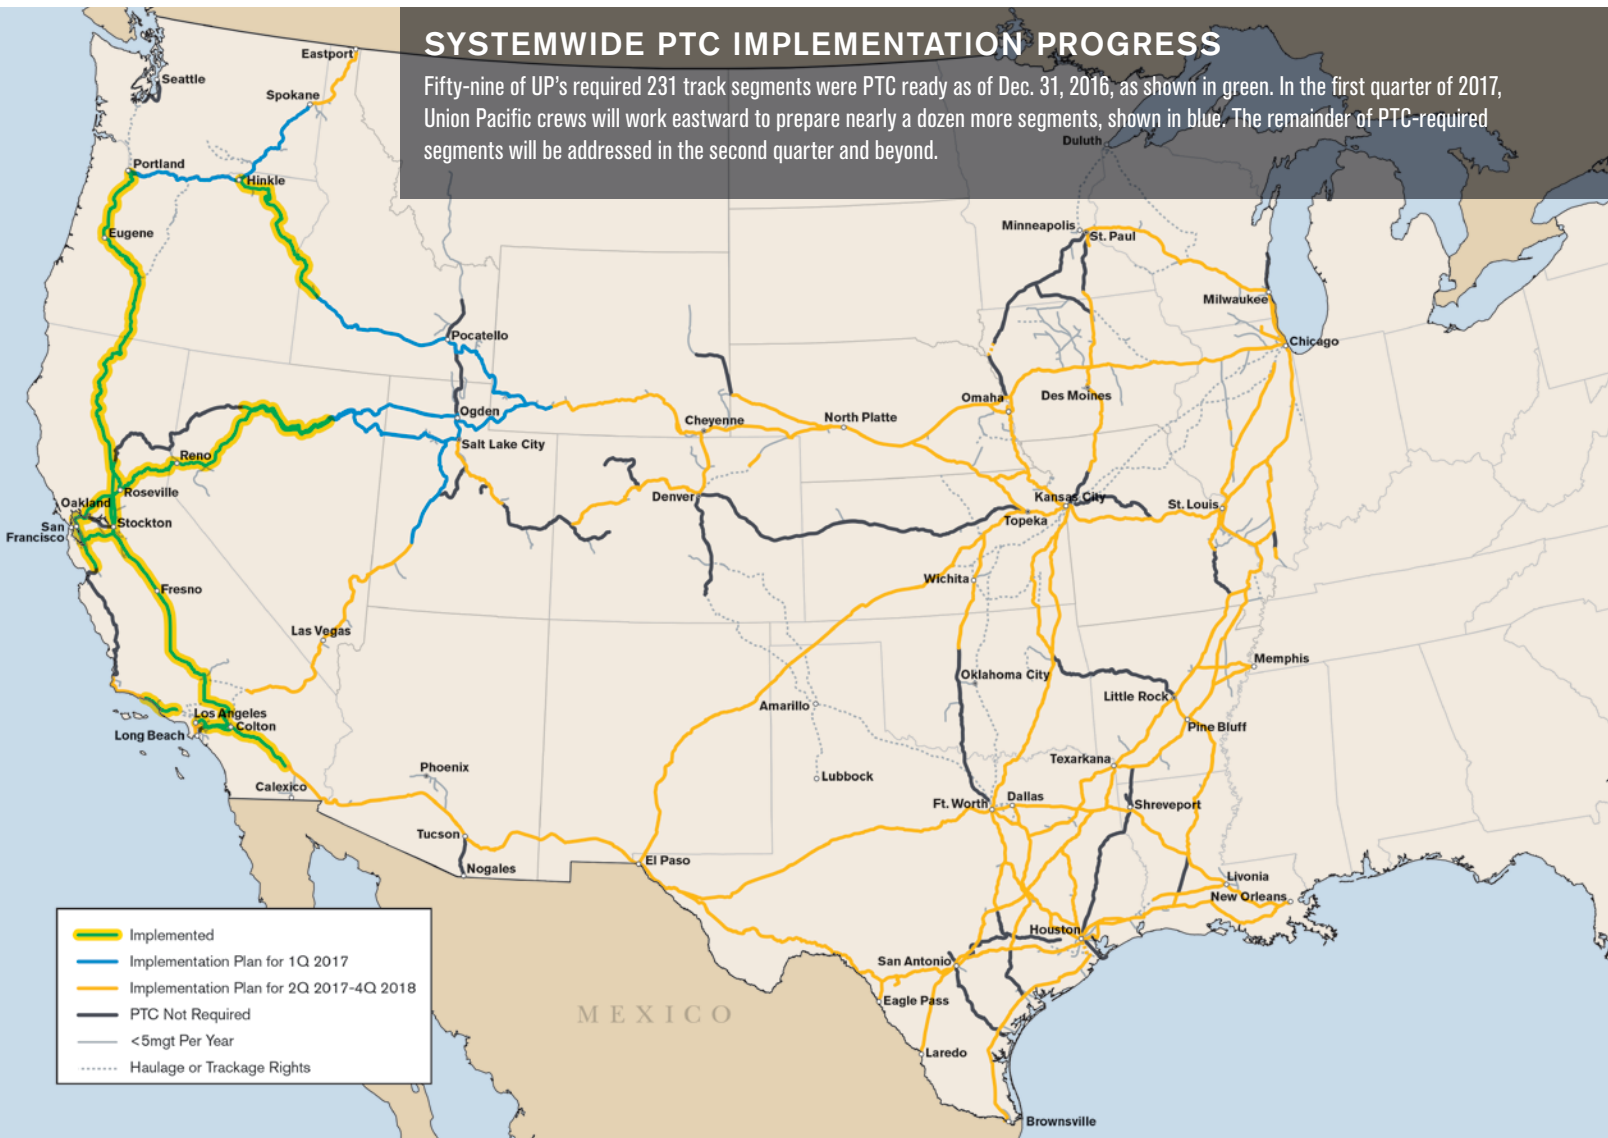 SYSTEMWIDE PTC IMPLEMENTATION PROGRESS
Fifty-nine of UP's required 231 track segments were PTC ready as of Dec. 31, 2016, as shown in green. In the first quarter of 2017,
Union Pacific crews will work eastward to prepare nearly a dozen more segments, shown in blue. The remainder of PTC-required
segments will be addressed in the second quarter and beyond.
Eastport
Seattle
Spokane
Duluth
Portland
Hinkle
Eugene
Minneapolis
St. Paul
Milwaukee
Pocatello
Chicago
Omaha
Des Moines
Ogden
Cheyenne
North Platte
Salt Lake City
Reno
Roseville
Denver
Kansas City
Oakland
St. Louis
Stockton
Topeka
San
Francisco
Wichita
Fresno
Las Vegas
Memphis
Oklahoma City
Little Rock
Amarillo
Los Angeles
Colton
Pine Bluff
Long Beach
Texarkana
Phoenix
Lubbock
Calexico
Ft. Worth
Dallas
Shreveport
Tucson
El Paso
Nogales
Livonia
New Orleans
Houston
San Antonio
Eagle Pass
MEXICO
Laredo
Brownsville
Implemented
Implementation Plan for 1Q 2017
Implementation Plan for 2Q 2017-4Q 2018
PTC Not Required
<5mgt Per Year
Haulage or Trackage Rights